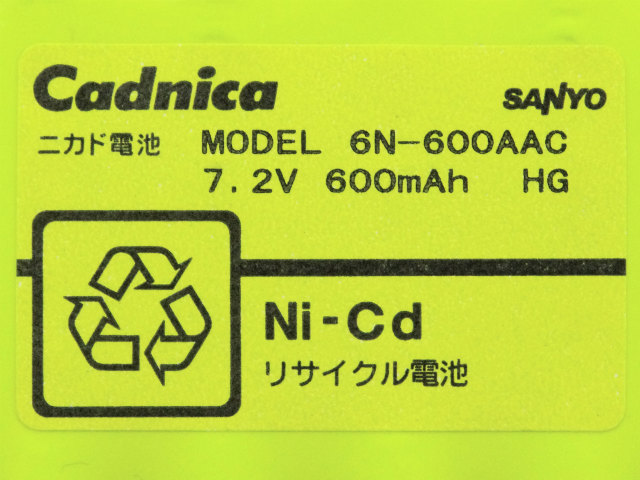 Cadnica SANYO
ニカド電池 MODEL 6N-600AAC
7.2V 600mAh HG
Ni-Cd
リサイクル電池